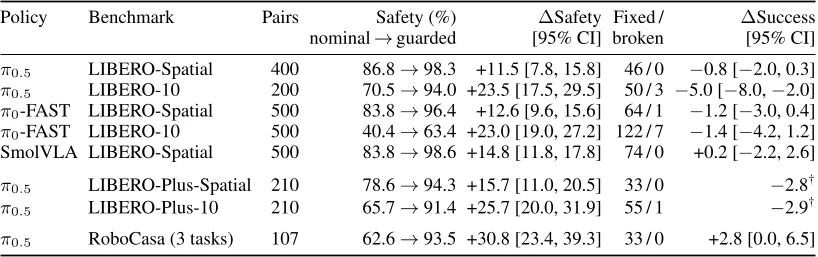 Policy Benchmark Pairs Safety (%) ΔSafety Fixed / ΔSuccess
nominal → guarded [95% CI] broken [95% CI]
π0.5 LIBERO-Spatial 400 86.8 → 98.3 +11.5 [7.8, 15.8] 46 / 0 −0.8 [−2.0, 0.3]
π0.5 LIBERO-10 200 70.5 → 94.0 +23.5 [17.5, 29.5] 50 / 3 −5.0 [−8.0, −2.0]
π0-FAST LIBERO-Spatial 500 83.8 → 96.4 +12.6 [9.6, 15.6] 64 / 1 −1.2 [−3.0, 0.4]
π0-FAST LIBERO-10 500 40.4 → 63.4 +23.0 [19.0, 27.2] 122 / 7 −1.4 [−4.2, 1.2]
SmolVLA LIBERO-Spatial 500 83.8 → 98.6 +14.8 [11.8, 17.8] 74 / 0 +0.2 [−2.2, 2.6]
π0.5 LIBERO-Plus-Spatial 210 78.6 → 94.3 +15.7 [11.0, 20.5] 33 / 0 −2.8†
π0.5 LIBERO-Plus-10 210 65.7 → 91.4 +25.7 [20.0, 31.9] 55 / 1 −2.9†
π0.5 RoboCasa (3 tasks) 107 62.6 → 93.5 +30.8 [23.4, 39.3] 33 / 0 +2.8 [0.0, 6.5]